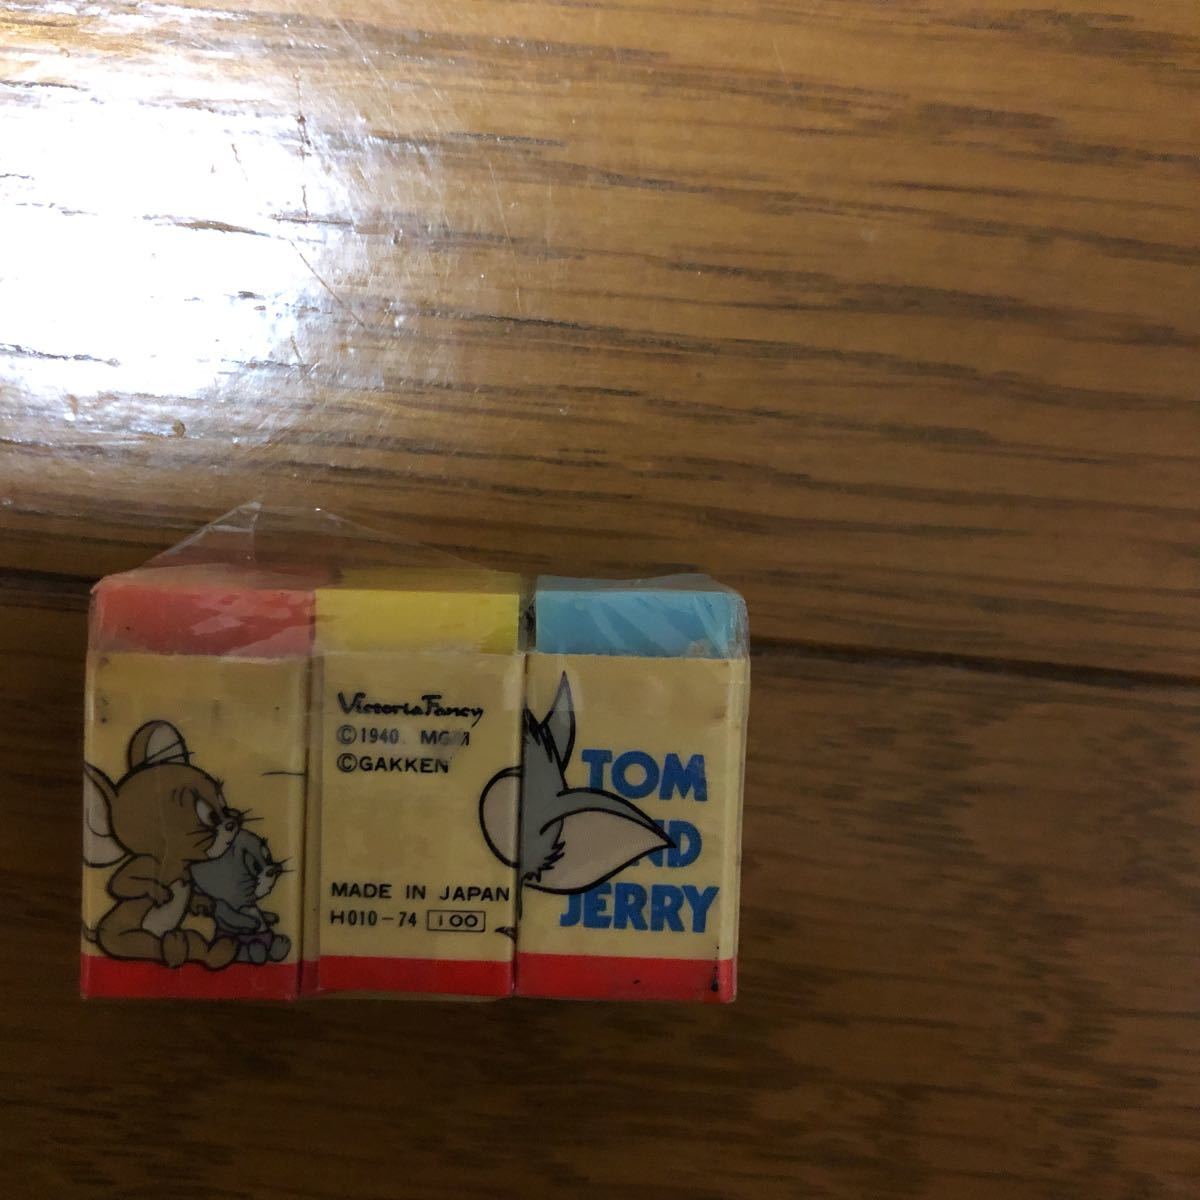 Victoria Fancy
©1940 MGM
©GAKKEN
MADE IN JAPAN
H010-74 100
TOM
AND
JERRY